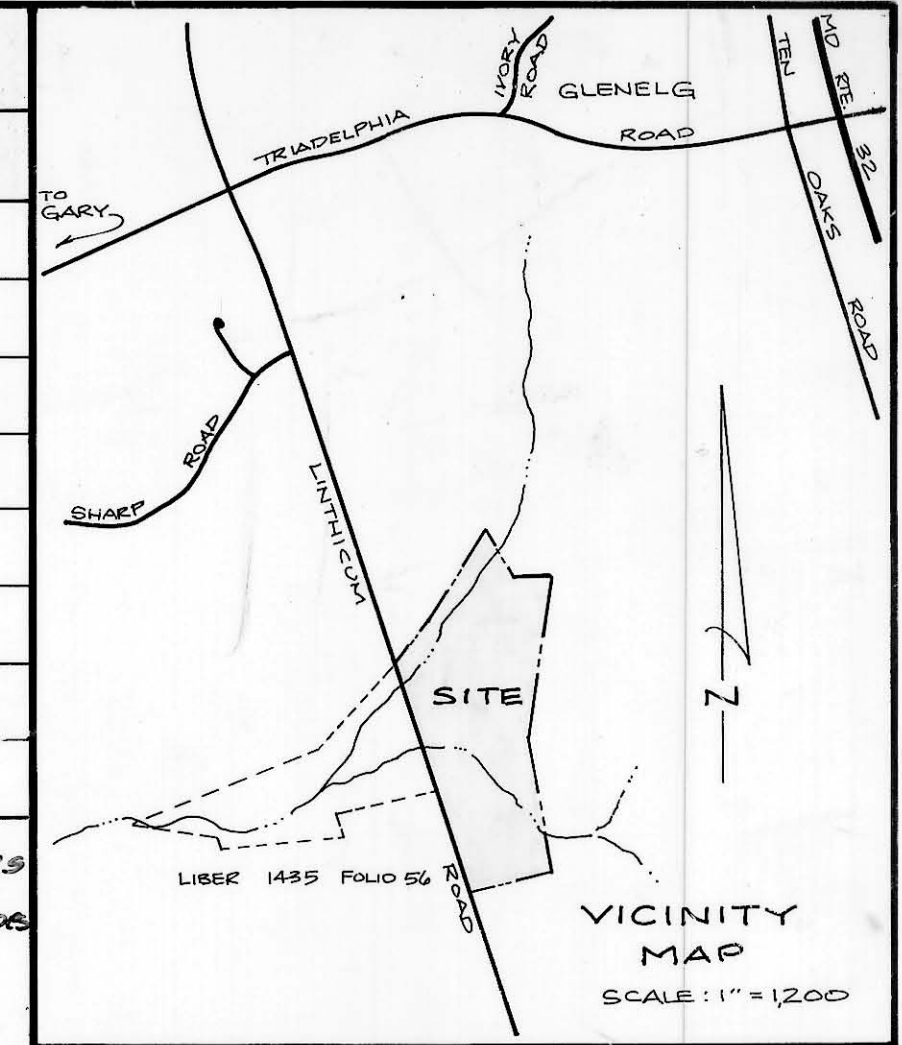 IVORY
ROAD
GLENELG
TRIADELPHIA
ROAD
TEN
OAKS
ROAD
MD RTE. 32
TO
GARY
SHARP
ROAD
LINTHICUM
ROAD
SITE
N
LIBER 1435 FOLIO 56
VICINITY
MAP
SCALE : 1" = 1,200